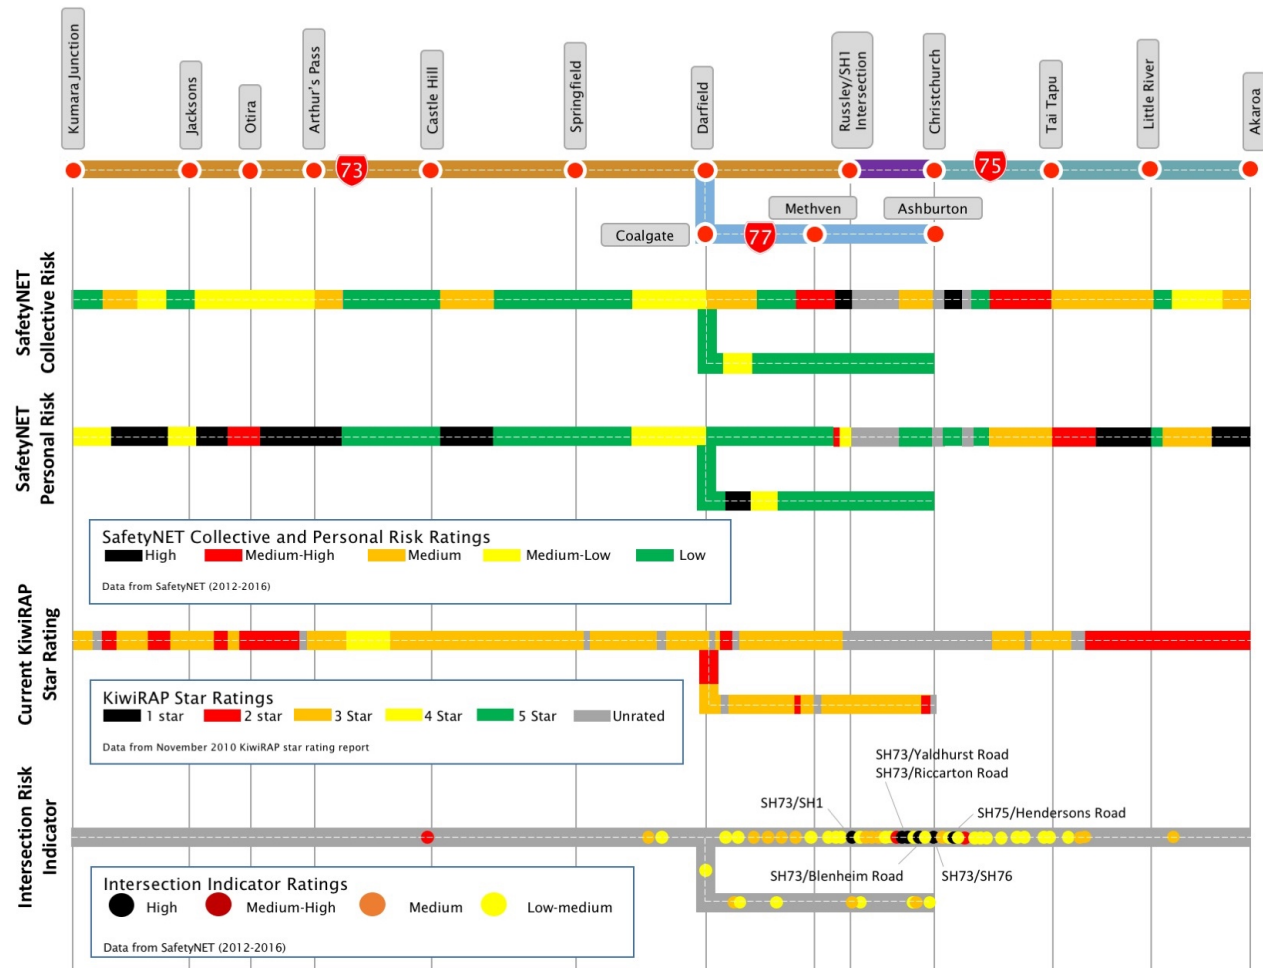 Kumara Junction
Jacksons
Otira
Arthur's Pass
Castle Hill
Springfield
Darfield
Russley/SH1
Intersection
Christchurch
Tai Tapu
Little River
Akaroa
73
75
Methven
Ashburton
Coalgate
77
SafetyNET
Collective Risk
SafetyNET
Personal Risk
SafetyNET Collective and Personal Risk Ratings
High
Medium-High
Medium
Medium-Low
Low
Data from SafetyNET (2012-2016)
Current KiwiRAP
Star Rating
KiwiRAP Star Ratings
1 star
2 star
3 Star
4 Star
5 Star
Unrated
Data from November 2010 KiwiRAP star rating report
Intersection Risk
Indicator
SH73/Yaldhurst Road
SH73/Riccarton Road
SH73/SH1
SH75/Hendersons Road
SH73/Blenheim Road
SH73/SH76
Intersection Indicator Ratings
High
Medium-High
Medium
Low-medium
Data from SafetyNET (2012-2016)